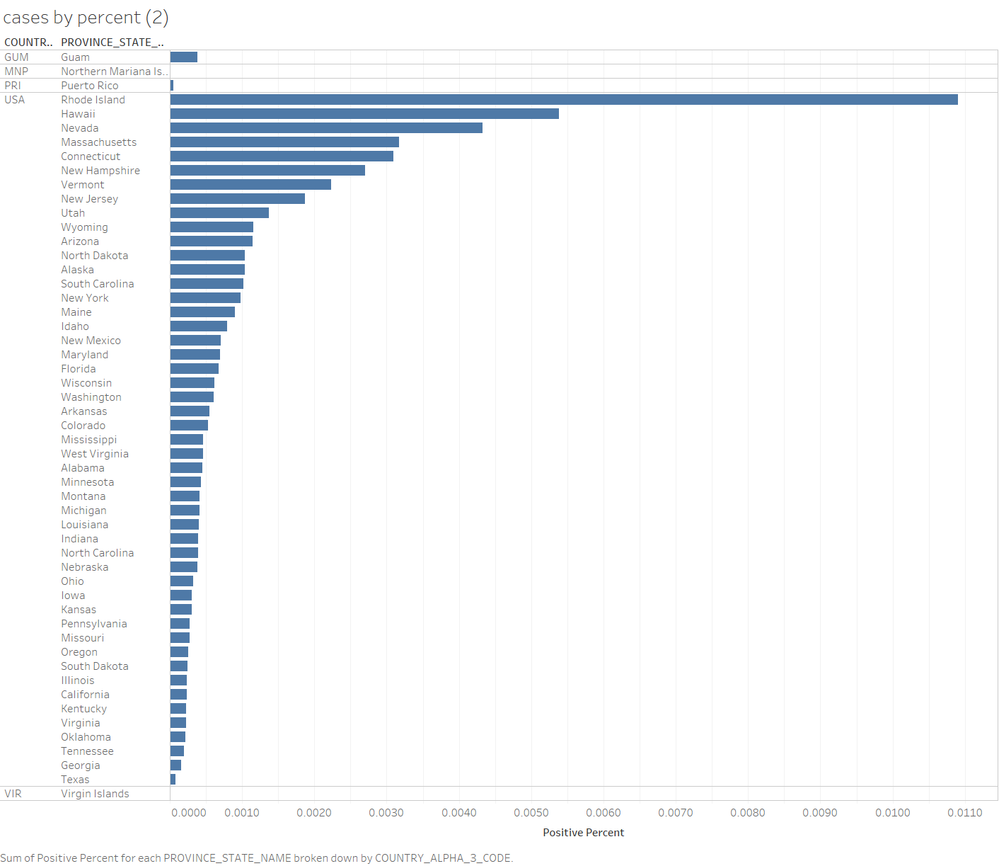 cases by percent (2)
COUNTR.. PROVINCE_STATE_..
GUM Guam
MNP Northern Mariana Is..
PRI Puerto Rico
USA Rhode Island
Hawaii
Nevada
Massachusetts
Connecticut
New Hampshire
Vermont
New Jersey
Utah
Wyoming
Arizona
North Dakota
Alaska
South Carolina
New York
Maine
Idaho
New Mexico
Maryland
Florida
Wisconsin
Washington
Arkansas
Colorado
Mississippi
West Virginia
Alabama
Minnesota
Montana
Michigan
Louisiana
Indiana
North Carolina
Nebraska
Ohio
Iowa
Kansas
Pennsylvania
Missouri
Oregon
South Dakota
Illinois
California
Kentucky
Virginia
Oklahoma
Tennessee
Georgia
Texas
VIR Virgin Islands
0.0000 0.0010 0.0020 0.0030 0.0040 0.0050 0.0060 0.0070 0.0080 0.0090 0.0100 0.0110
Positive Percent
Sum of Positive Percent for each PROVINCE_STATE_NAME broken down by COUNTRY_ALPHA_3_CODE.